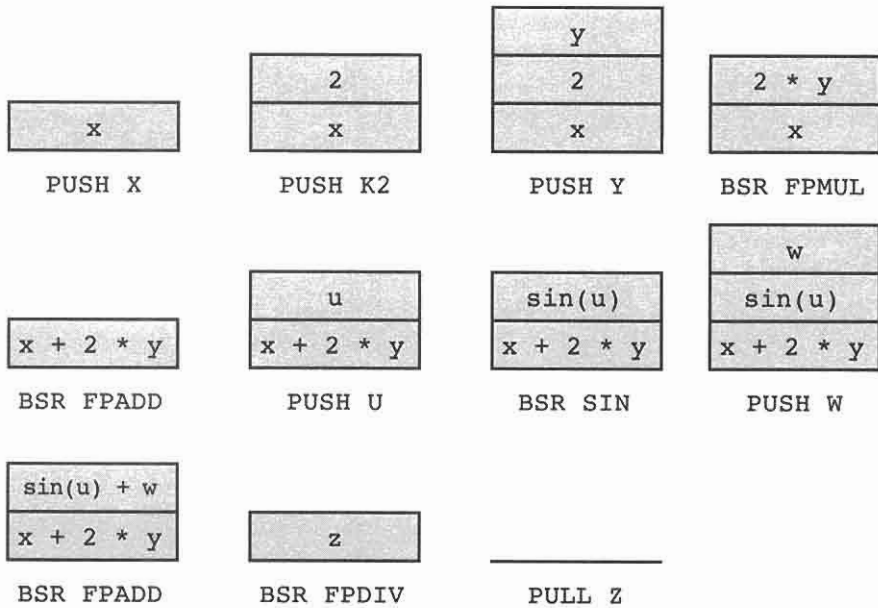 x
PUSH X
2
x
PUSH K2
y
2
x
PUSH Y
2 * y
x
BSR FPMUL
x + 2 * y
BSR FPADD
u
x + 2 * y
PUSH U
sin(u)
x + 2 * y
BSR SIN
w
sin(u)
x + 2 * y
PUSH W
sin(u) + w
x + 2 * y
BSR FPADD
z
BSR FPDIV
PULL Z